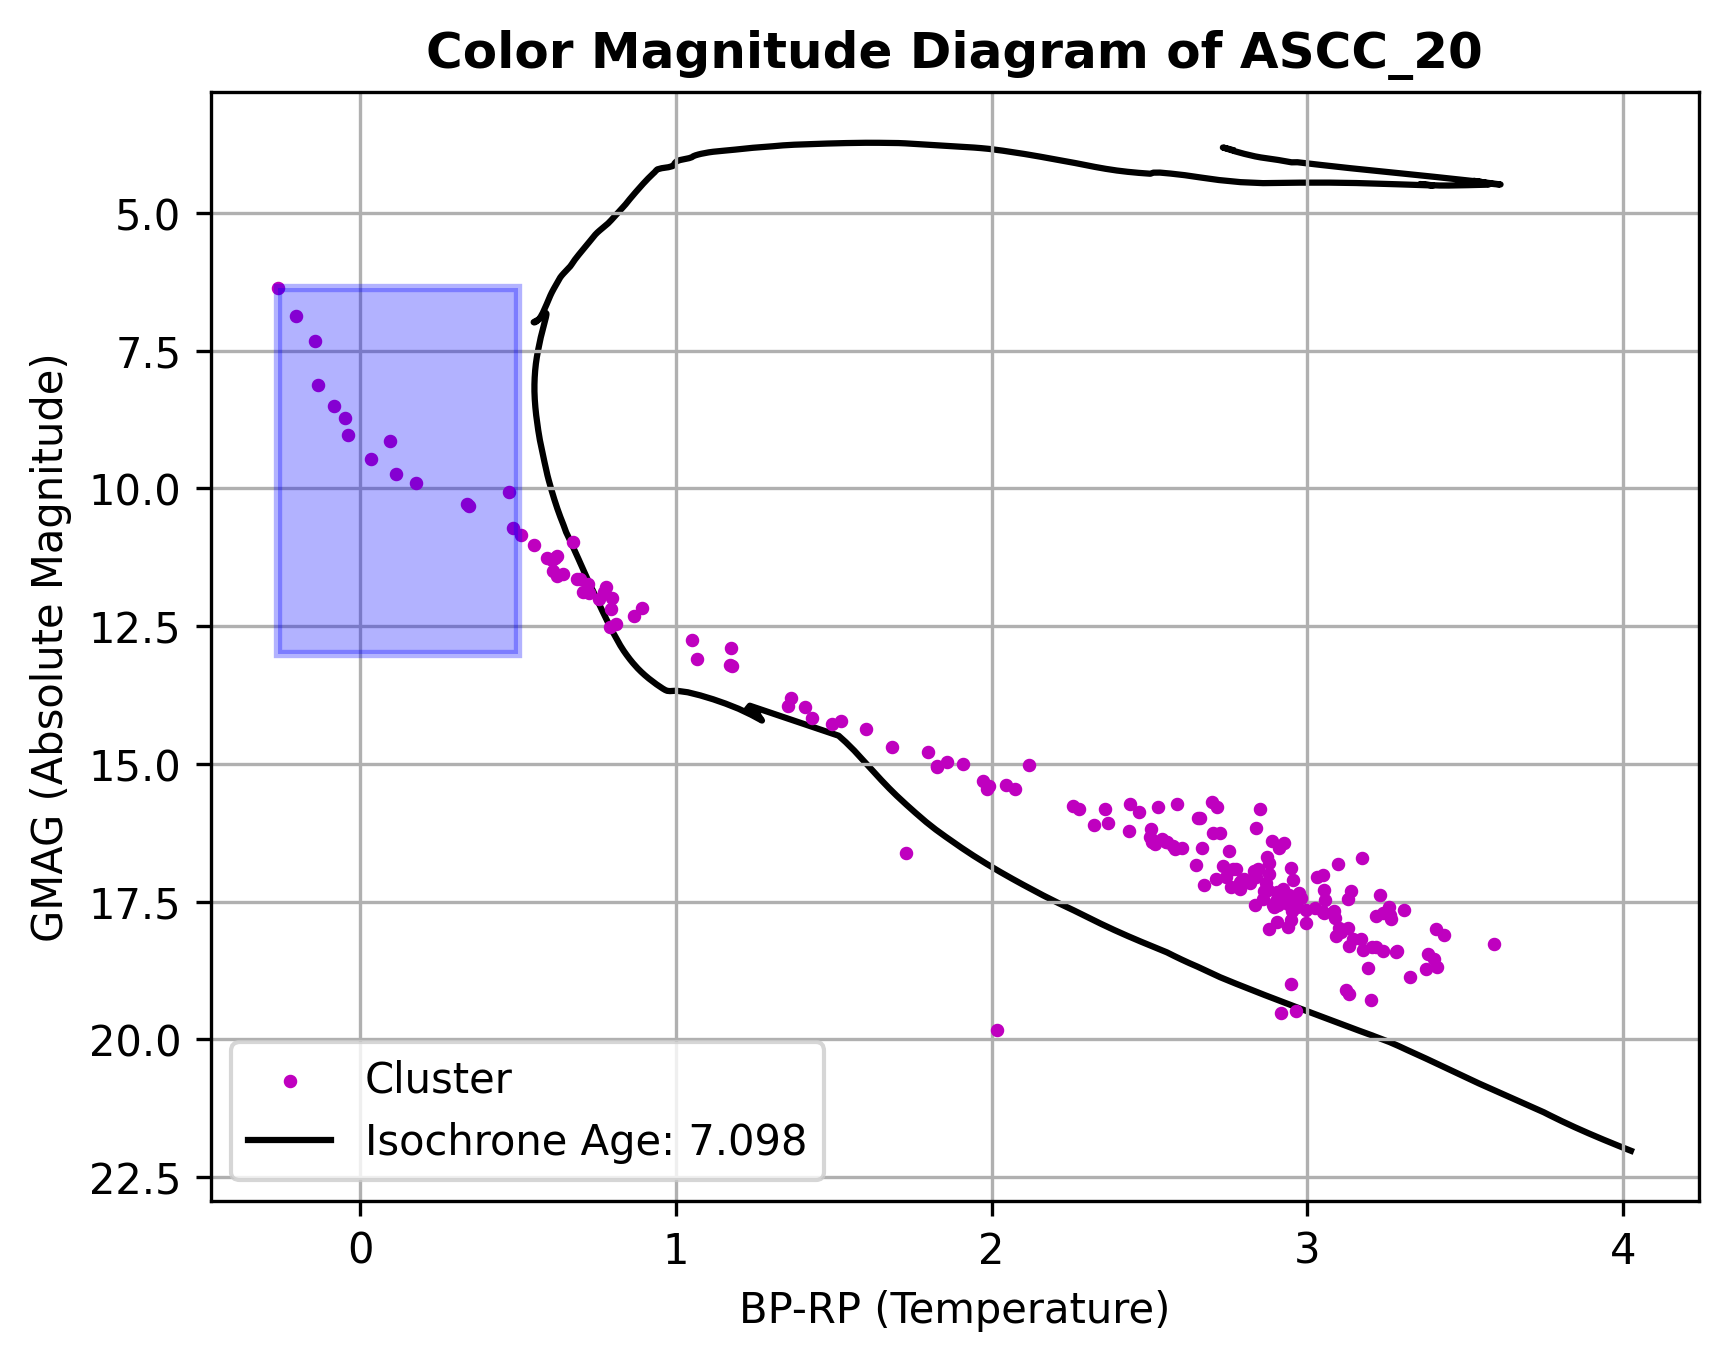 Color Magnitude Diagram of ASCC_20
GMAG (Absolute Magnitude)
5.0
7.5
10.0
12.5
15.0
17.5
20.0
22.5
Cluster
Isochrone Age: 7.098
0 1 2 3 4
BP-RP (Temperature)